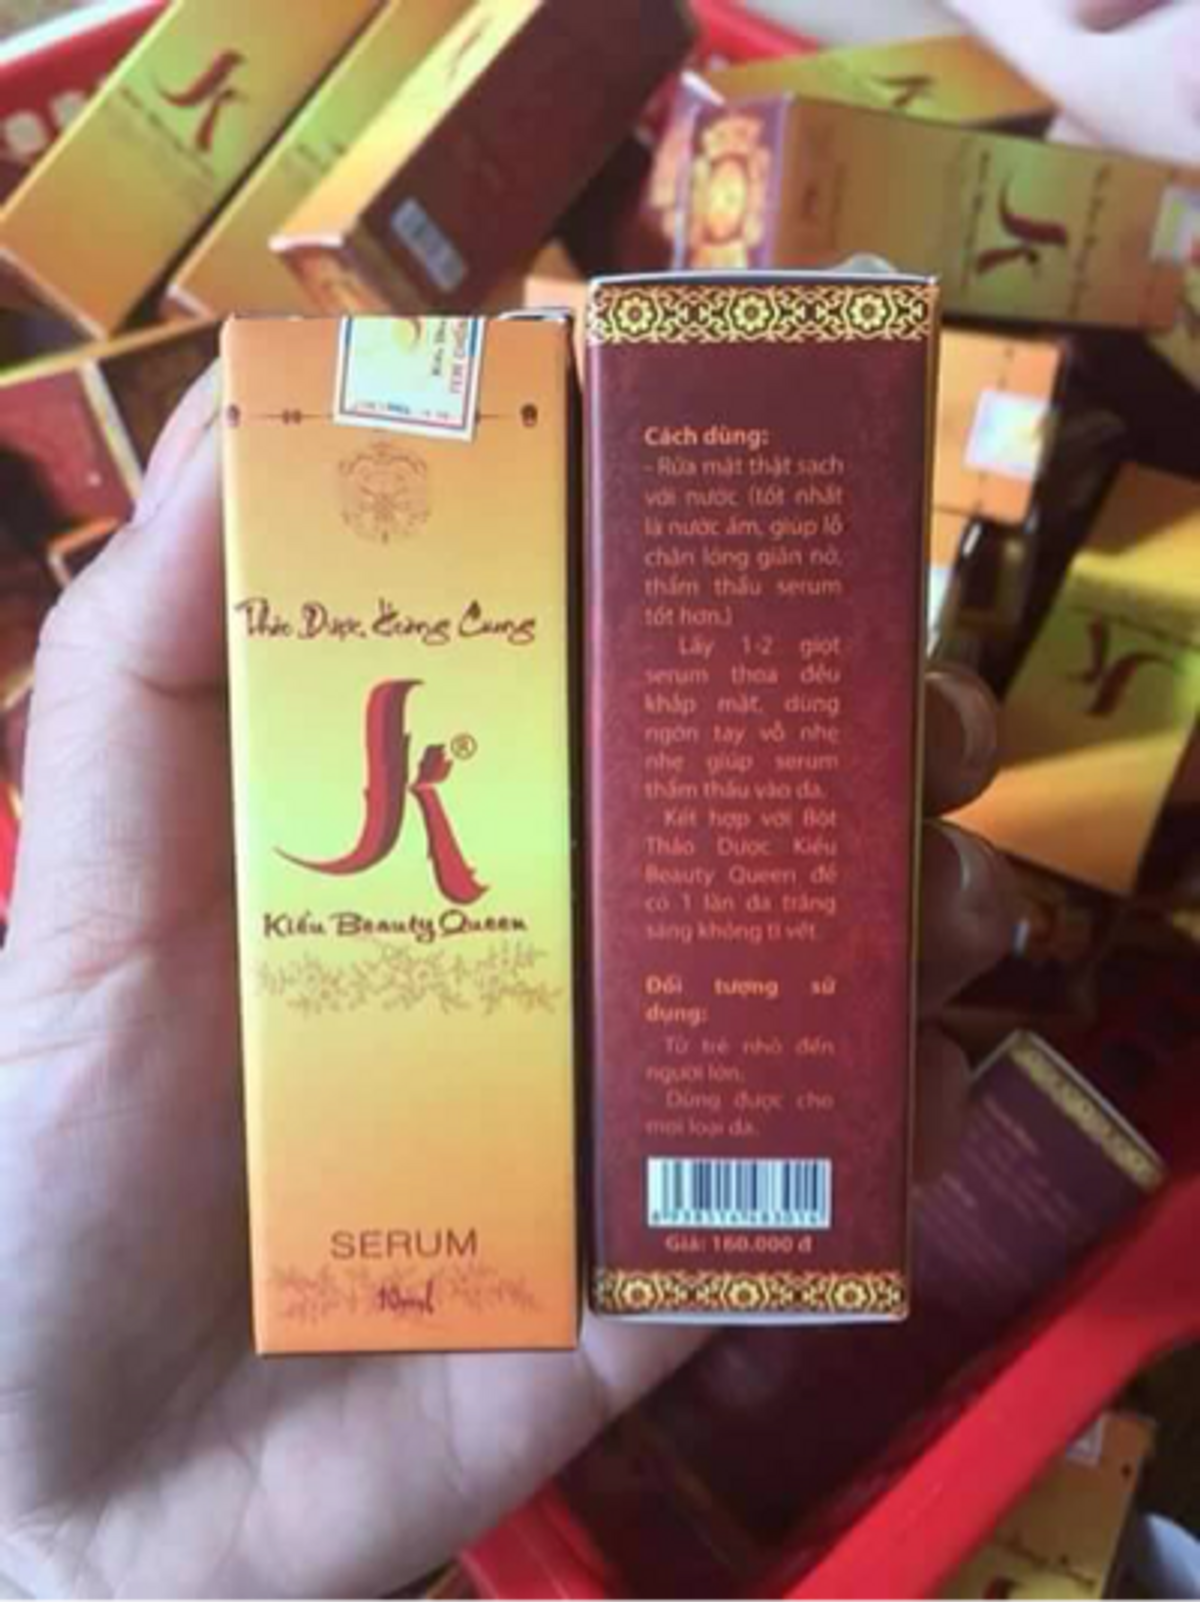 Thảo Dược Hoàng Cung
®
Kiều Beauty Queen
SERUM
10ml
Cách dùng:
- Rửa mặt thật sạch
với nước (tốt nhất
là nước ấm, giúp lỗ
chân lông giãn nở,
thẩm thấu serum
tốt hơn.)
- Lấy 1-2 giọt
serum thoa đều
khắp mặt, dùng
ngón tay vỗ nhẹ
nhẹ giúp serum
thẩm thấu vào da.
Kết hợp với Bột
Thảo Dược Kiều
Beauty Queen để
có 1 làn da trắng
sáng không tì vết
Đối tượng sử
dụng:
Từ trẻ nhỏ đến
người lớn.
Dùng được cho
mọi loại da.
Giá: 160.000 đ